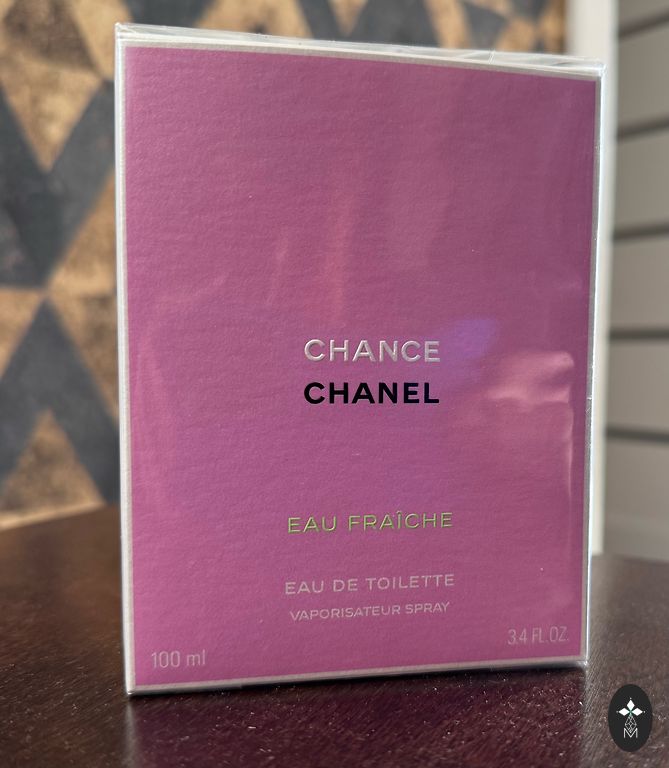 CHANCE
CHANEL
EAU FRAÎCHE
EAU DE TOILETTE
VAPORISATEUR SPRAY
100 ml
3.4 FL.OZ.
M